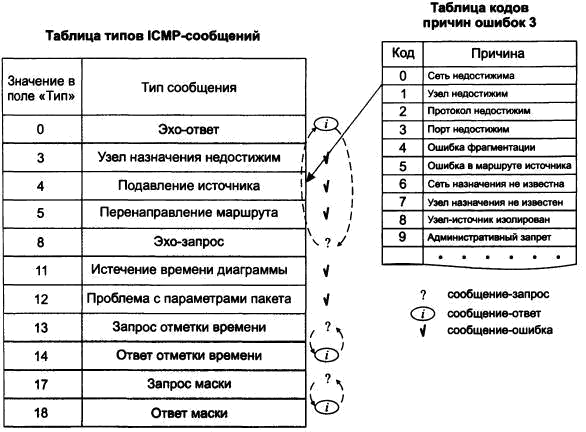 Таблица типов ICMP-сообщений
Значение в
поле «Тип»
Тип сообщения
0 Эхо-ответ i
3 Узел назначения недостижим
4 Подавление источника
5 Перенаправление маршрута
8 Эхо-запрос ?
11 Истечение времени диаграммы
12 Проблема с параметрами пакета
13 Запрос отметки времени ?
14 Ответ отметки времени i
17 Запрос маски ?
18 Ответ маски i
Таблица кодов
причин ошибок 3
Код Причина
0 Сеть недостижима
1 Узел недостижим
2 Протокол недостижим
3 Порт недостижим
4 Ошибка фрагментации
5 Ошибка в маршруте источника
6 Сеть назначения не известна
7 Узел назначения не известен
8 Узел-источник изолирован
9 Административный запрет
? сообщение-запрос
i сообщение-ответ
сообщение-ошибка